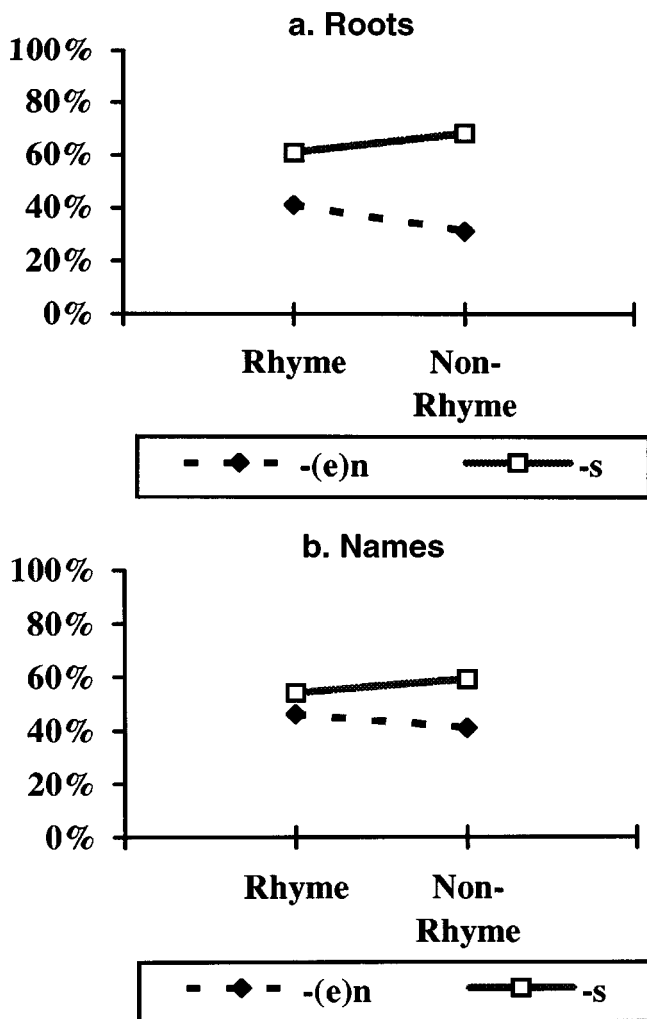 a. Roots
100%
80%
60%
40%
20%
0%
Rhyme Non-
Rhyme
-(e)n -s
b. Names
100%
80%
60%
40%
20%
0%
Rhyme Non-
Rhyme
-(e)n -s